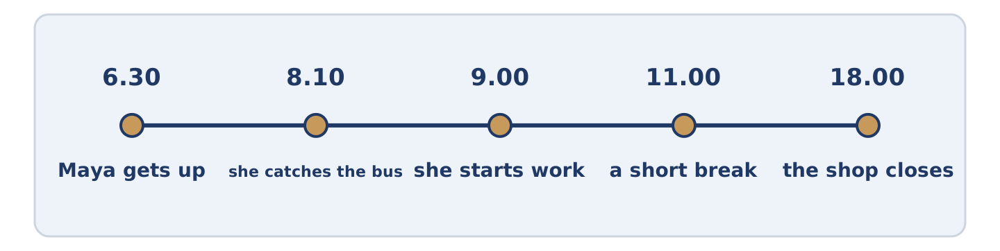 6.30 8.10 9.00 11.00 18.00
Maya gets up she catches the bus she starts work a short break the shop closes